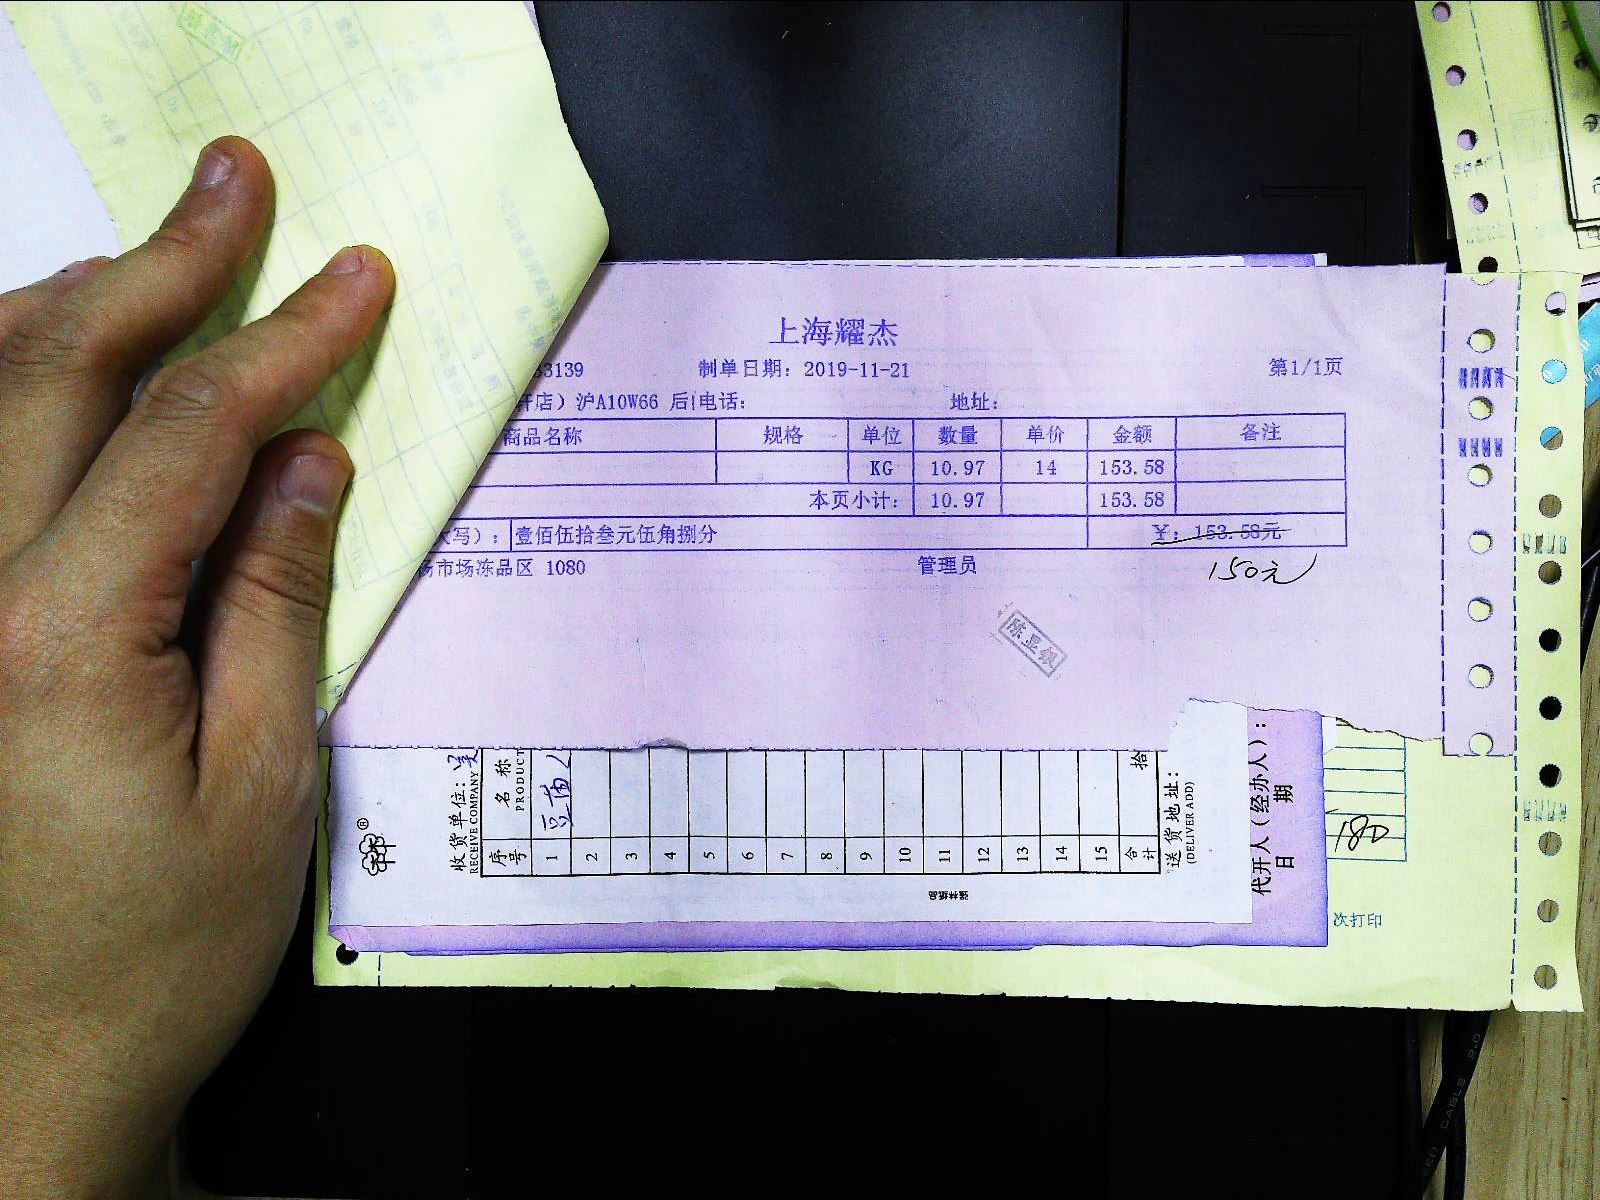 上海耀杰
33139 制单日期: 2019-11-21 第1/1页
轩店) 沪A10W66 后 电话: 地址:
商品名称 规格 单位 数量 单价 金额 备注
KG 10.97 14 153.58
本页小计: 10.97 153.58
大写): 壹佰伍拾叁元伍角捌分 ¥: 153.58元
场市场冻品区 1080 管理员 150元
陈显银
收货单位:
RECEIVE COMPANY
序号 名称 PRODUCT
1
2
3
4
5
6
7
8
9
10
11
12
13
14
15
合计 拾
送货地址:
(DELIVER ADD)
代开人(经办人):
日 期
180
次打印
CABLE 2.0